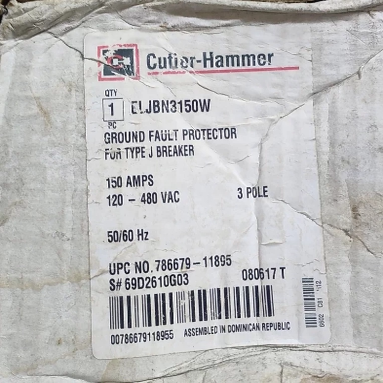 Cutler-Hammer
QTY
1 ELJBN3150W
PC
GROUND FAULT PROTECTOR
FOR TYPE J BREAKER
150 AMPS
120 - 480 VAC 3 POLE
50/60 Hz
UPC NO. 786679-11895
S# 69D2610G03 080617 T
00786679118955 ASSEMBLED IN DOMINICAN REPUBLIC